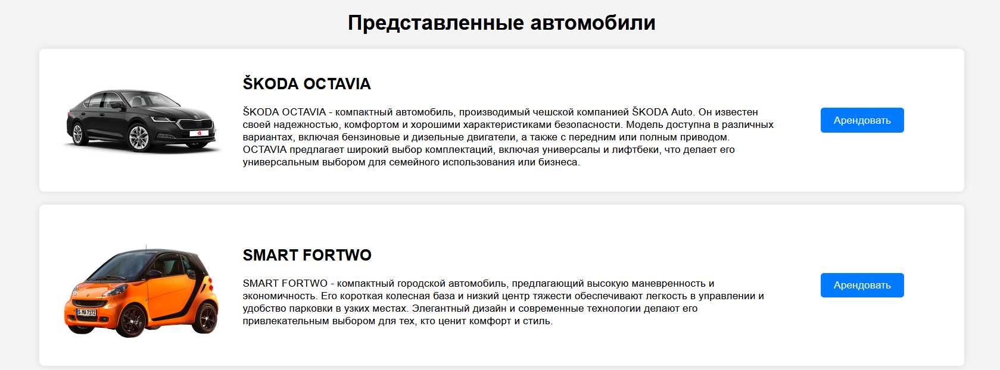 Представленные автомобили
ŠKODA OCTAVIA
ŠKODA OCTAVIA - компактный автомобиль, производимый чешской компанией ŠKODA Auto. Он известен
своей надежностью, комфортом и хорошими характеристиками безопасности. Модель доступна в различных
вариантах, включая бензиновые и дизельные двигатели, а также с передним или полным приводом.
OCTAVIA предлагает широкий выбор комплектаций, включая универсалы и лифтбеки, что делает его
универсальным выбором для семейного использования или бизнеса.
Арендовать
SMART FORTWO
SMART FORTWO - компактный городской автомобиль, предлагающий высокую маневренность и
экономичность. Его короткая колесная база и низкий центр тяжести обеспечивают легкость в управлении и
удобство парковки в узких местах. Элегантный дизайн и современные технологии делают его
привлекательным выбором для тех, кто ценит комфорт и стиль.
Арендовать
S MA 7172